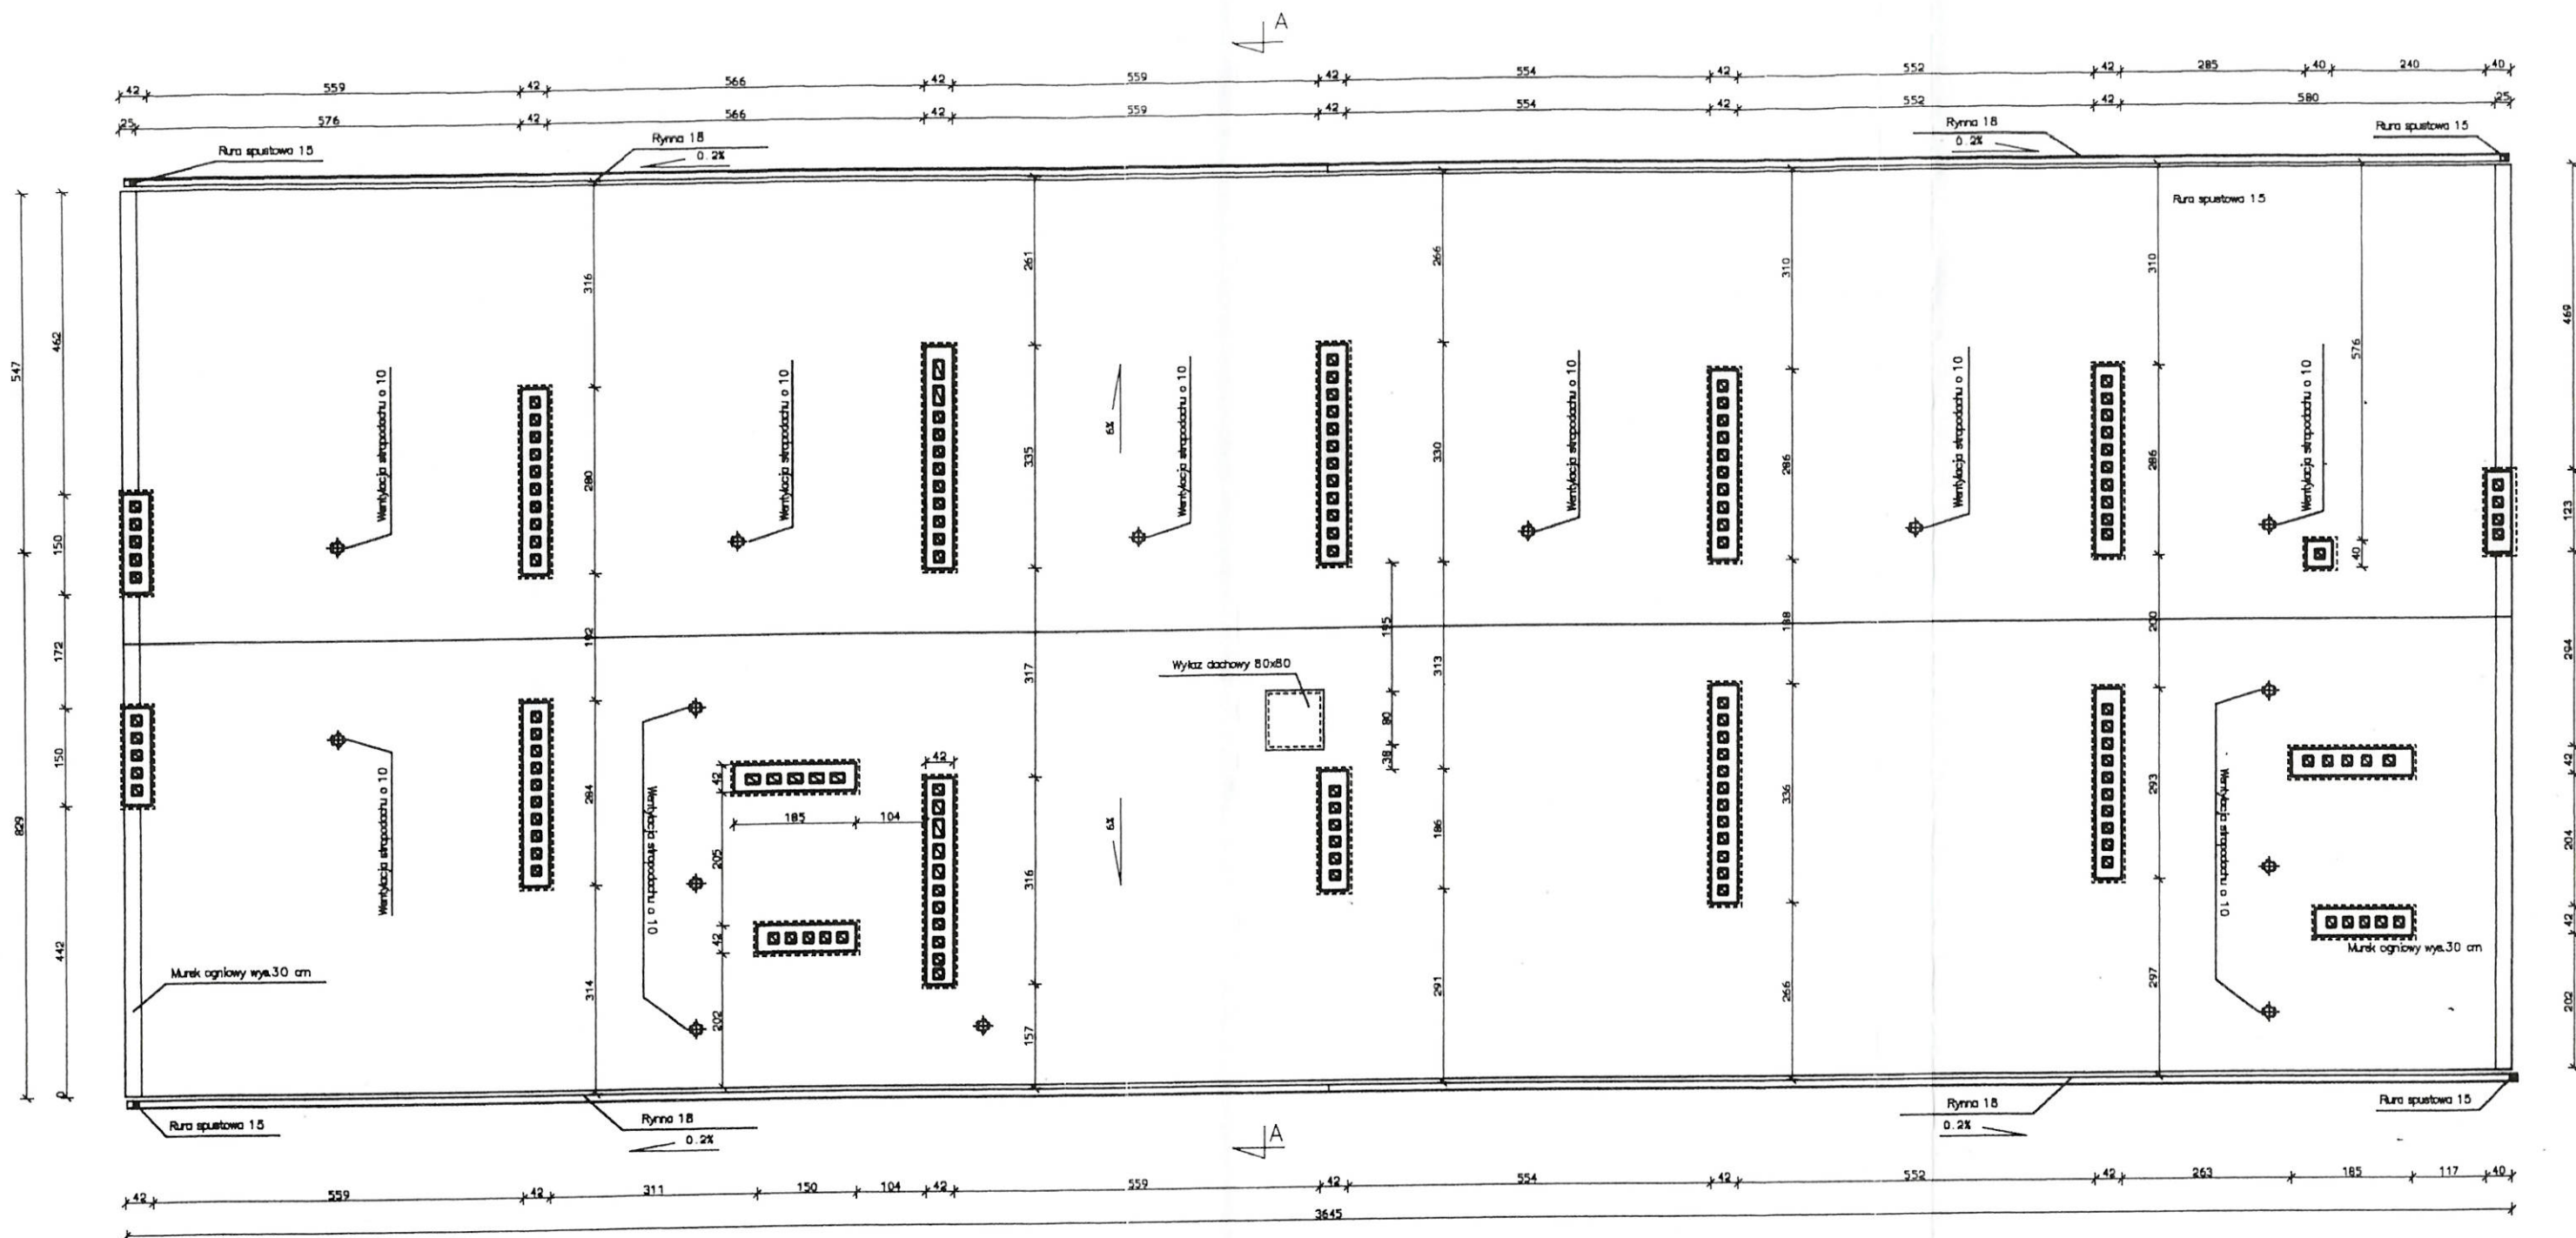 A
42 559 42 566 42 559 42 554 42 552 42 285 40 240 40
25 576 42 566 42 559 42 554 42 552 42 580 25
Rura spustowa 15
Rynna 18
0.2%
Rynna 18
0.2%
Rura spustowa 15
Rura spustowa 15
547
829
462
150
172
150
442
0
316
280
192
284
314
261
335
317
316
157
266
330
313
186
291
195
80
38
310
286
188
336
266
310
286
200
293
297
576
40
469
123
294
42
204
42
202
Wentylacja stropodachu o 10
Wentylacja stropodachu o 10
Wentylacja stropodachu o 10
Wentylacja stropodachu o 10
Wentylacja stropodachu o 10
Wentylacja stropodachu o 10
6%
Wyłaz dachowy 80x80
6%
Wentylacja stropodachu o 10
Wentylacja stropodachu o 10
Wentylacja stropodachu o 10
42
42
185 104
205
42
202
Murek ogniowy wys.30 cm
Murek ogniowy wys.30 cm
Rura spustowa 15
Rynna 18
0.2%
A
Rynna 18
0.2%
Rura spustowa 15
42 559 42 311 150 104 42 559 42 554 42 552 42 263 185 117 40
3645